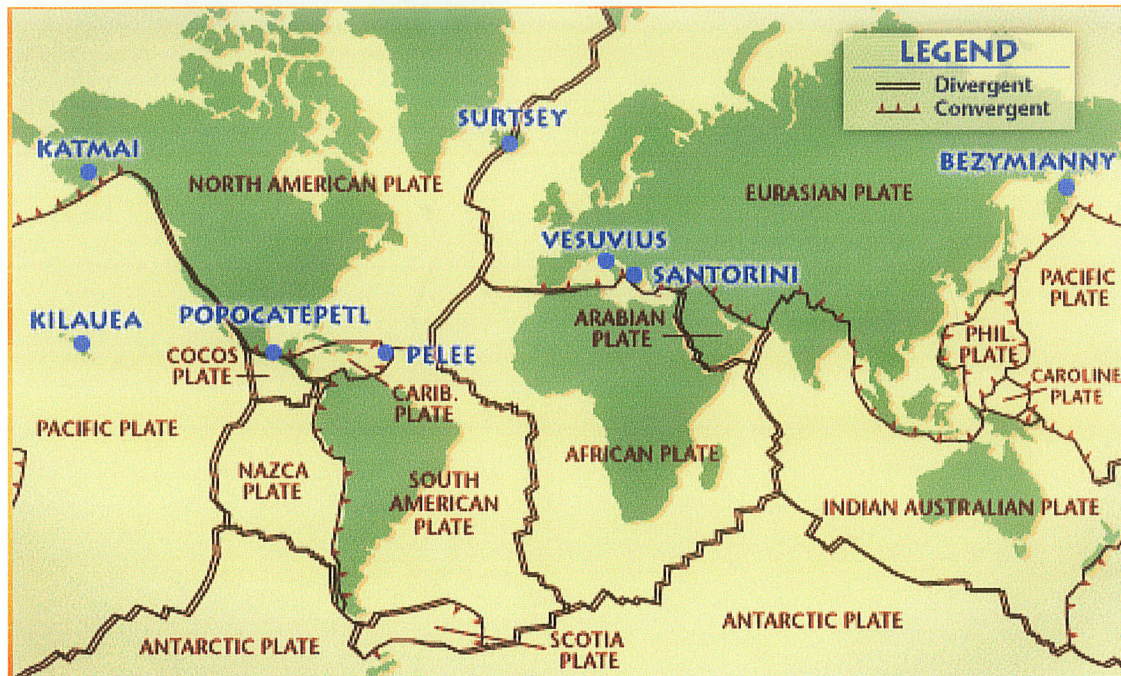 LEGEND
Divergent
Convergent
SURTSEY
KATMAI
BEZYMIANNY
NORTH AMERICAN PLATE
EURASIAN PLATE
VESUVIUS
SANTORINI
PACIFIC
PLATE
KILAUEA
POPOCATEPETL
ARABIAN
PLATE
PHIL.
PLATE
COCOS
PLATE
PELEE
CAROLINE
PLATE
CARIB.
PLATE
PACIFIC PLATE
AFRICAN PLATE
NAZCA
PLATE
SOUTH
AMERICAN
PLATE
INDIAN AUSTRALIAN PLATE
ANTARCTIC PLATE
SCOTIA
PLATE
ANTARCTIC PLATE